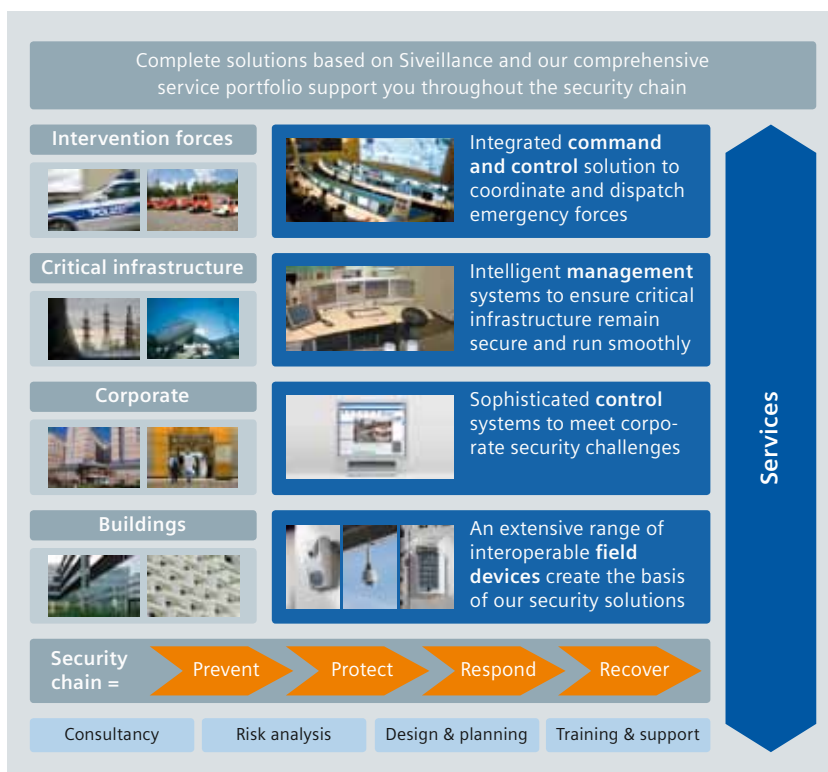 Complete solutions based on Siveillance and our comprehensive
service portfolio support you throughout the security chain
Intervention forces
POLIZEI
Integrated command
and control solution to
coordinate and dispatch
emergency forces
Critical infrastructure
Intelligent management
systems to ensure critical
infrastructure remain
secure and run smoothly
Corporate
Sophisticated control
systems to meet corpo-
rate security challenges
Buildings
An extensive range of
interoperable field
devices create the basis
of our security solutions
Services
Security
chain =
Prevent
Protect
Respond
Recover
Consultancy
Risk analysis
Design & planning
Training & support